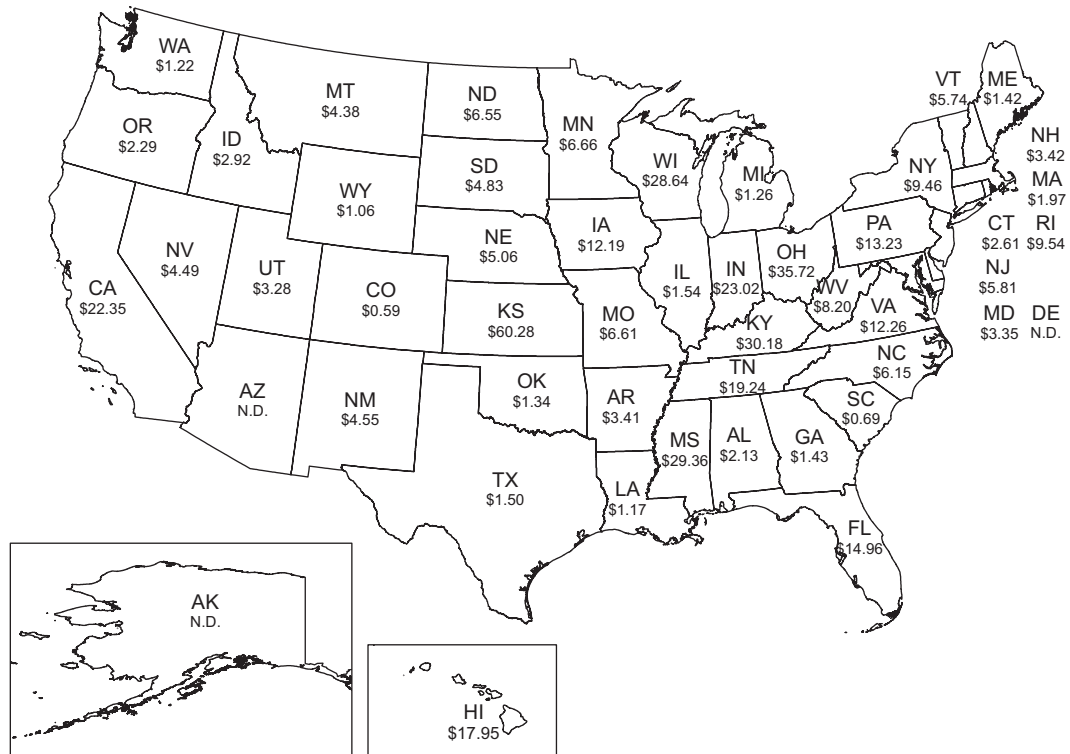 WA
$1.22
MT
$4.38
ND
$6.55
MN
$6.66
VT
$5.74
ME
$1.42
OR
$2.29
ID
$2.92
SD
$4.83
WI
$28.64
MI
$1.26
NY
$9.46
NH
$3.42
MA
$1.97
WY
$1.06
CT
$2.61
RI
$9.54
NV
$4.49
UT
$3.28
NE
$5.06
IA
$12.19
PA
$13.23
NJ
$5.81
CA
$22.35
CO
$0.59
KS
$60.28
MO
$6.61
IL
$1.54
IN
$23.02
OH
$35.72
WV
$8.20
VA
$12.26
MD
$3.35
DE
N.D.
KY
$30.18
NC
$6.15
TN
$19.24
AZ
N.D.
NM
$4.55
OK
$1.34
AR
$3.41
SC
$0.69
MS
$29.36
AL
$2.13
GA
$1.43
TX
$1.50
LA
$1.17
FL
$14.96
AK
N.D.
HI
$17.95